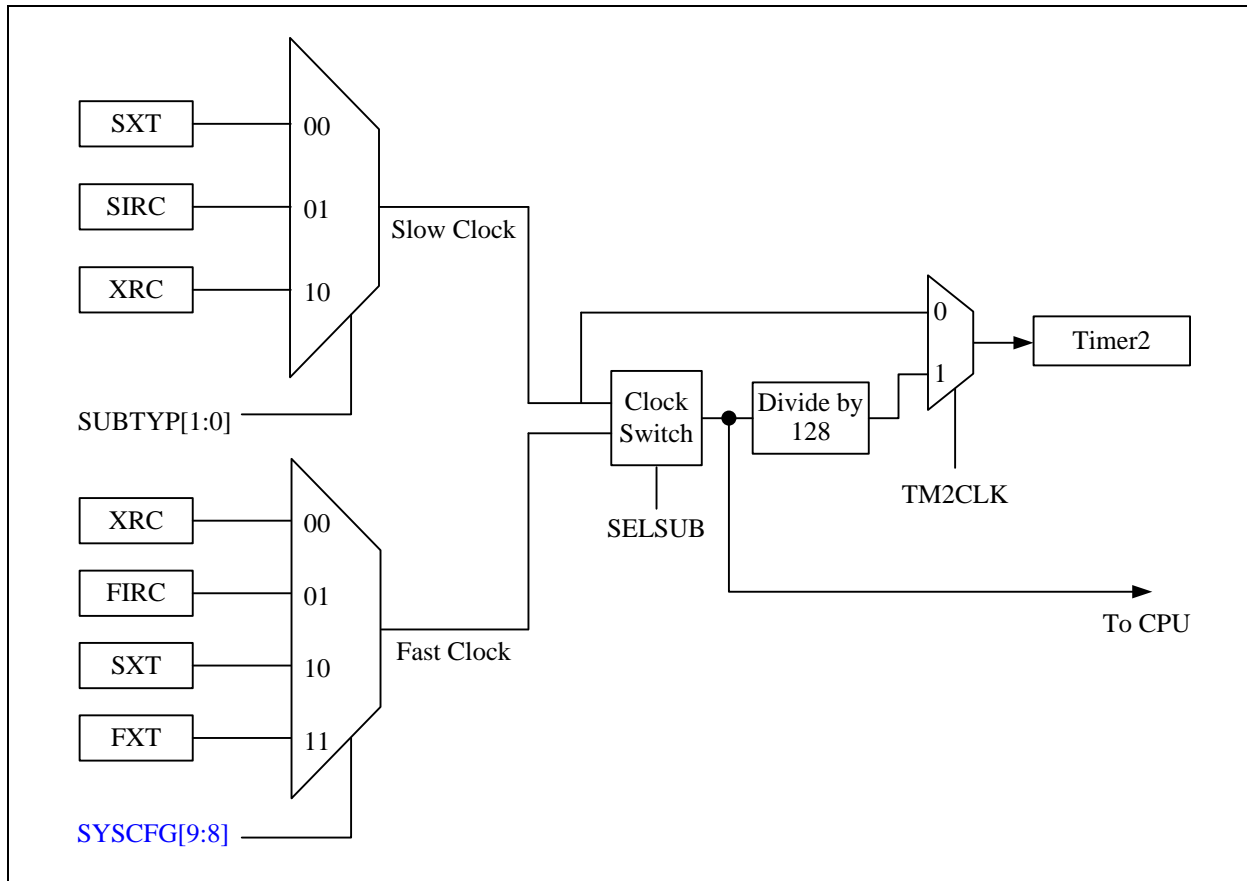 SXT
00
SIRC
01
Slow Clock
XRC
10
SUBTYP[1:0]
0
Timer2
1
Clock
Switch
Divide by
128
TM2CLK
SELSUB
XRC
00
FIRC
01
To CPU
Fast Clock
SXT
10
FXT
11
SYSCFG[9:8]